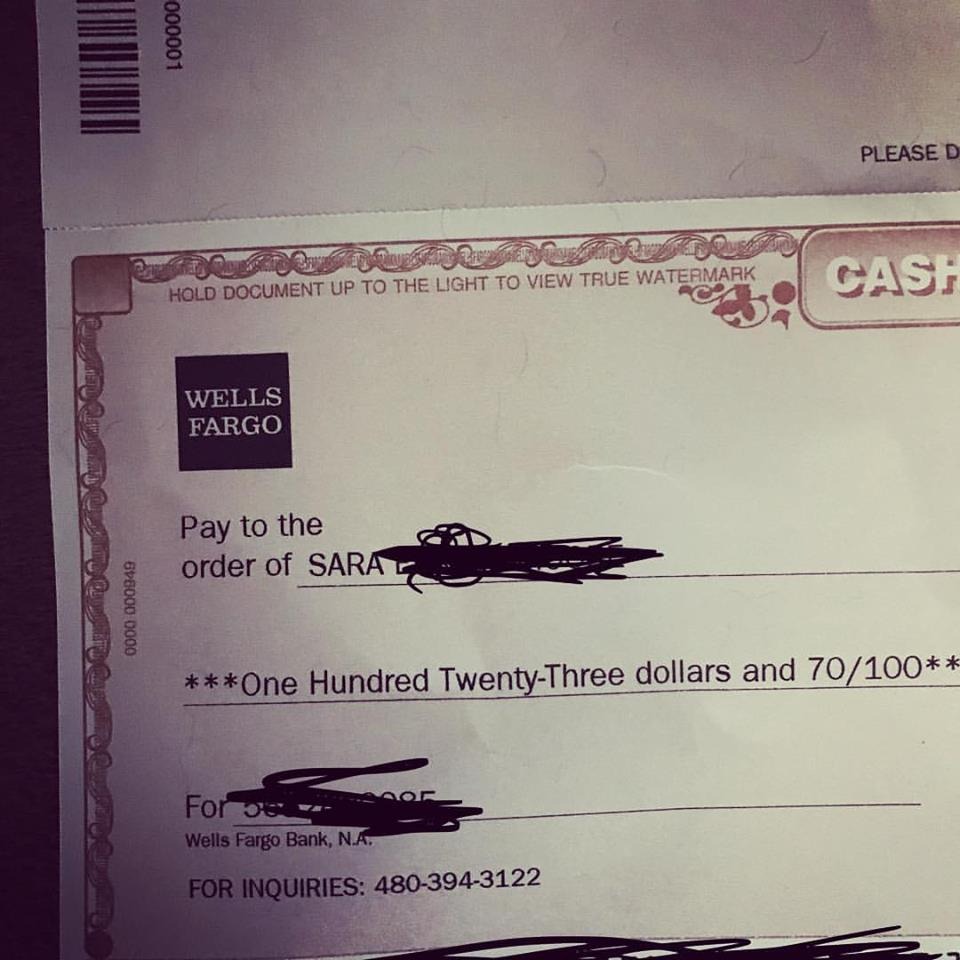 000001
PLEASE D
HOLD DOCUMENT UP TO THE LIGHT TO VIEW TRUE WATERMARK
CASH
WELLS
FARGO
Pay to the
order of SARA
0000 000949
***One Hundred Twenty-Three dollars and 70/100**
For
Wells Fargo Bank, N.A.
FOR INQUIRIES: 480-394-3122